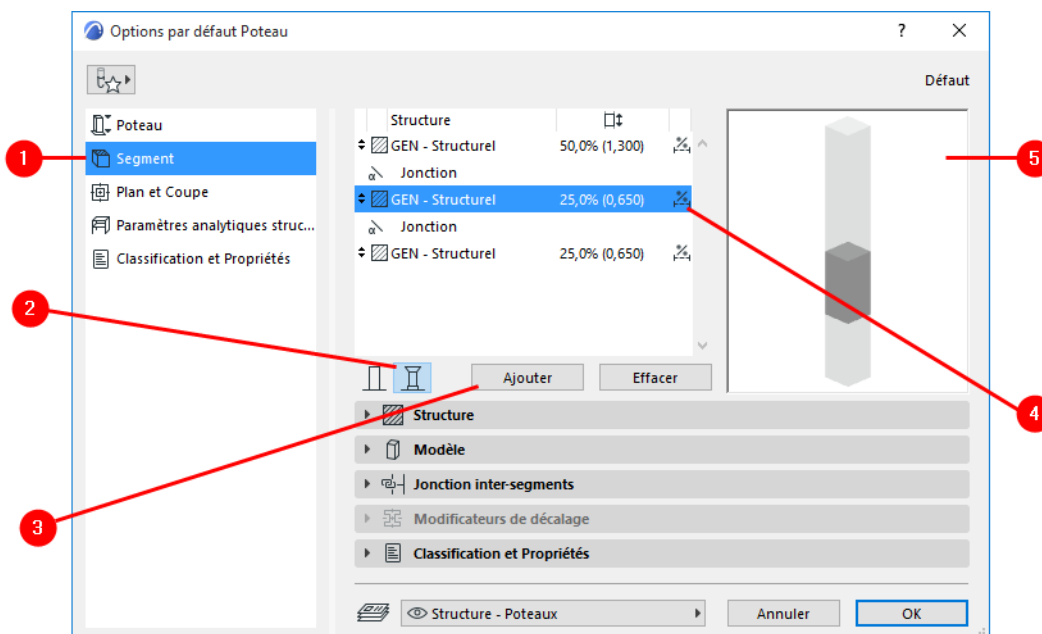 Options par défaut Poteau
?
Défaut
Poteau
Segment
Plan et Coupe
Paramètres analytiques struc...
Classification et Propriétés
Structure
GEN - Structurel 50,0% (1,300)
Jonction
GEN - Structurel 25,0% (0,650)
Jonction
GEN - Structurel 25,0% (0,650)
Ajouter
Effacer
Structure
Modèle
Jonction inter-segments
Modificateurs de décalage
Classification et Propriétés
Structure - Poteaux
Annuler
OK
1
2
3
4
5